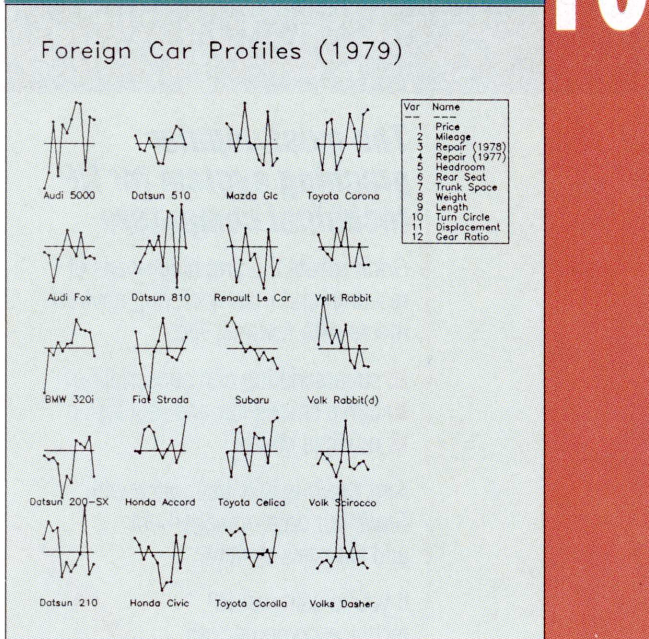 10
Foreign Car Profiles (1979)
Audi 5000 Datsun 510 Mazda Glc Toyota Corona
Var Name
1 Price
2 Mileage
3 Repair (1978)
4 Repair (1977)
5 Headroom
6 Rear Seat
7 Trunk Space
8 Weight
9 Length
10 Turn Circle
11 Displacement
12 Gear Ratio
Audi Fox Datsun 810 Renault Le Car Volk Rabbit
BMW 320i Fiat Strada Subaru Volk Rabbit(d)
Datsun 200-SX Honda Accord Toyota Celica Volk Scirocco
Datsun 210 Honda Civic Toyota Corolla Volks Dasher